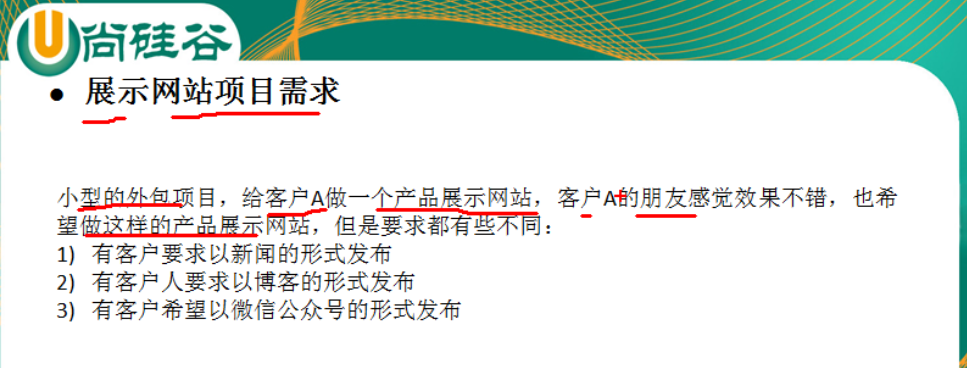 尚硅谷
展示网站项目需求
小型的外包项目，给客户A做一个产品展示网站，客户A的朋友感觉效果不错，也希
望做这样的产品展示网站，但是要求都有些不同：
1) 有客户要求以新闻的形式发布
2) 有客户人要求以博客的形式发布
3) 有客户希望以微信公众号的形式发布